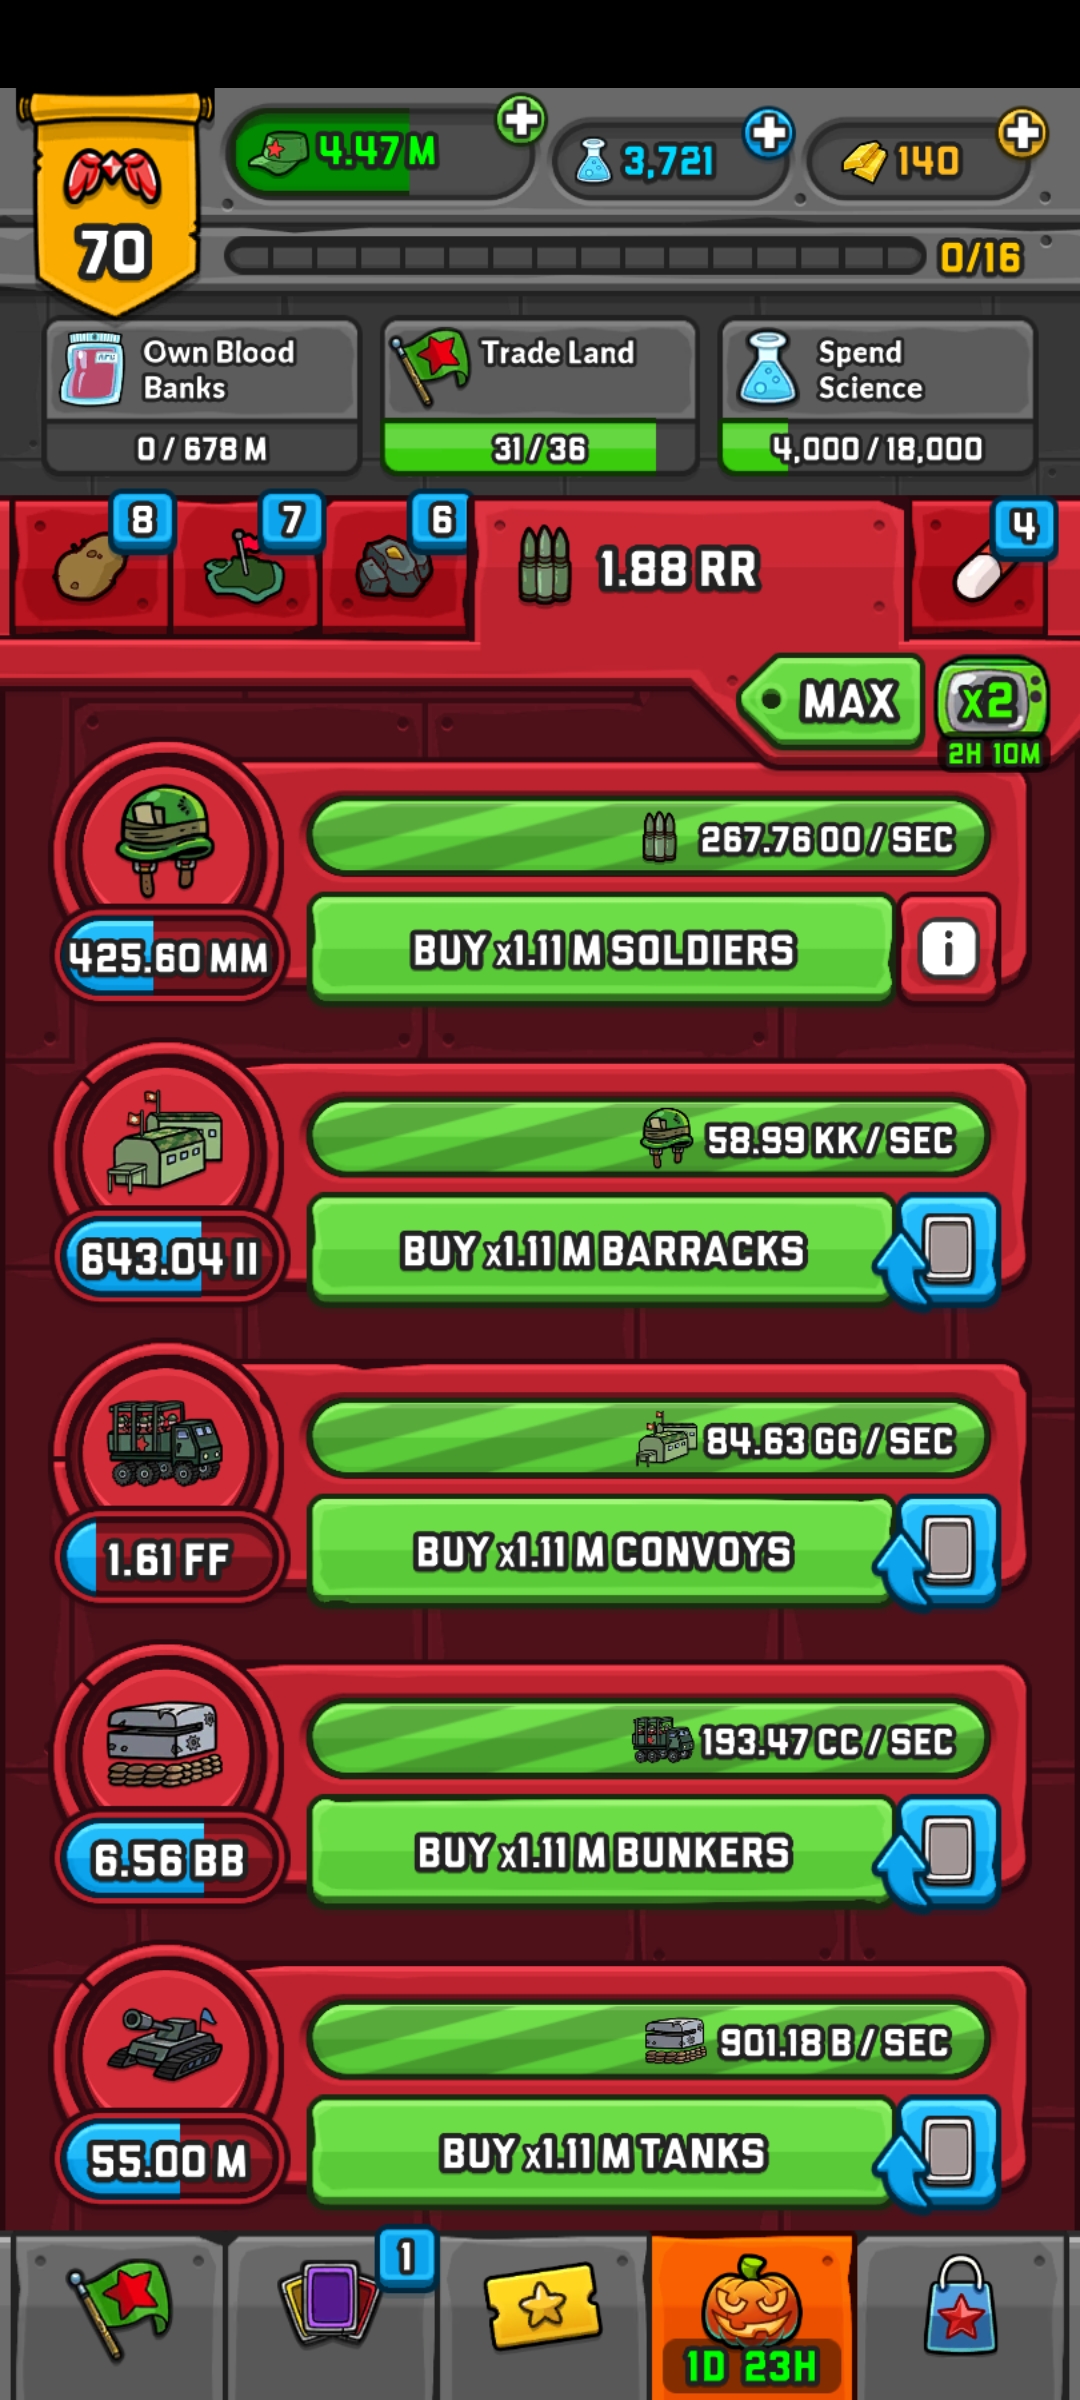 70
4.47 M
3,721
140
0/16
Own Blood
Banks
0 / 678 M
Trade Land
31 / 36
Spend
Science
4,000 / 18,000
8
7
6
1.88 RR
4
MAX
x2
2H 10M
267.76 OO / SEC
425.60 MM
BUY x1.11 M SOLDIERS
i
58.99 KK / SEC
643.04 II
BUY x1.11 M BARRACKS
84.63 GG / SEC
1.61 FF
BUY x1.11 M CONVOYS
193.47 CC / SEC
6.56 BB
BUY x1.11 M BUNKERS
901.18 B / SEC
55.00 M
BUY x1.11 M TANKS
1
1D 23H